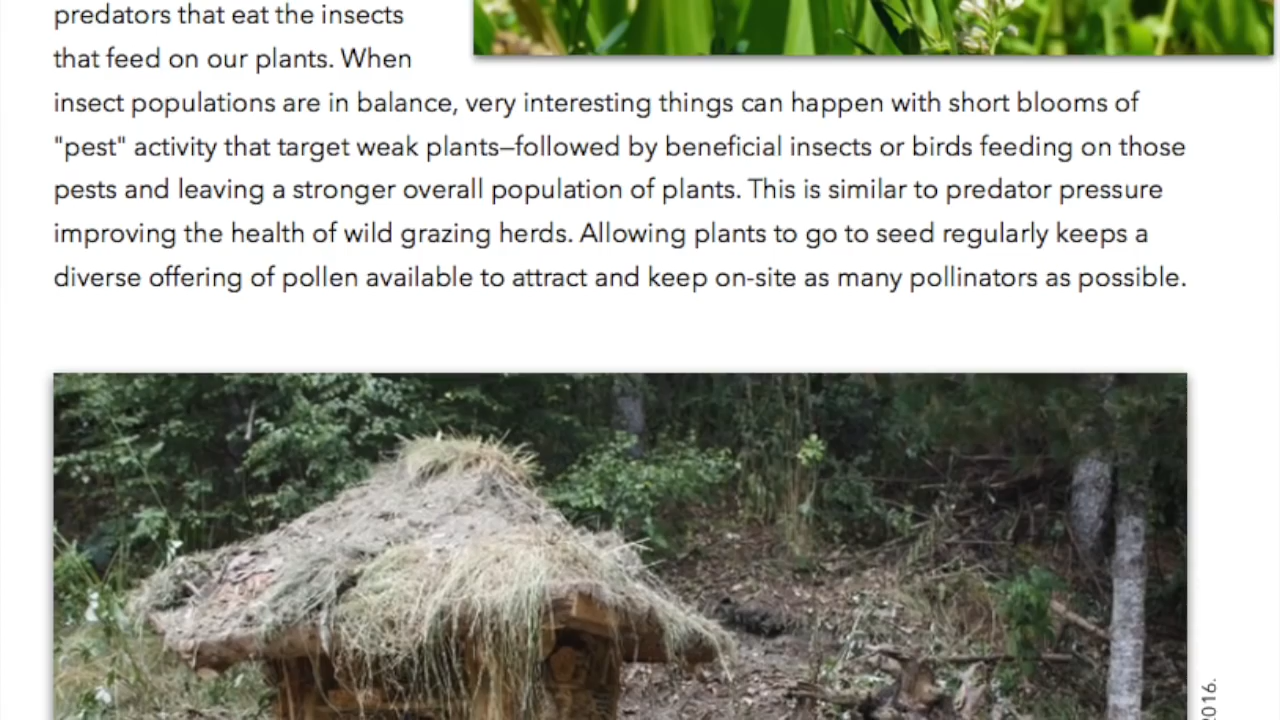 predators that eat the insects
that feed on our plants. When
insect populations are in balance, very interesting things can happen with short blooms of
"pest" activity that target weak plants–followed by beneficial insects or birds feeding on those
pests and leaving a stronger overall population of plants. This is similar to predator pressure
improving the health of wild grazing herds. Allowing plants to go to seed regularly keeps a
diverse offering of pollen available to attract and keep on-site as many pollinators as possible.